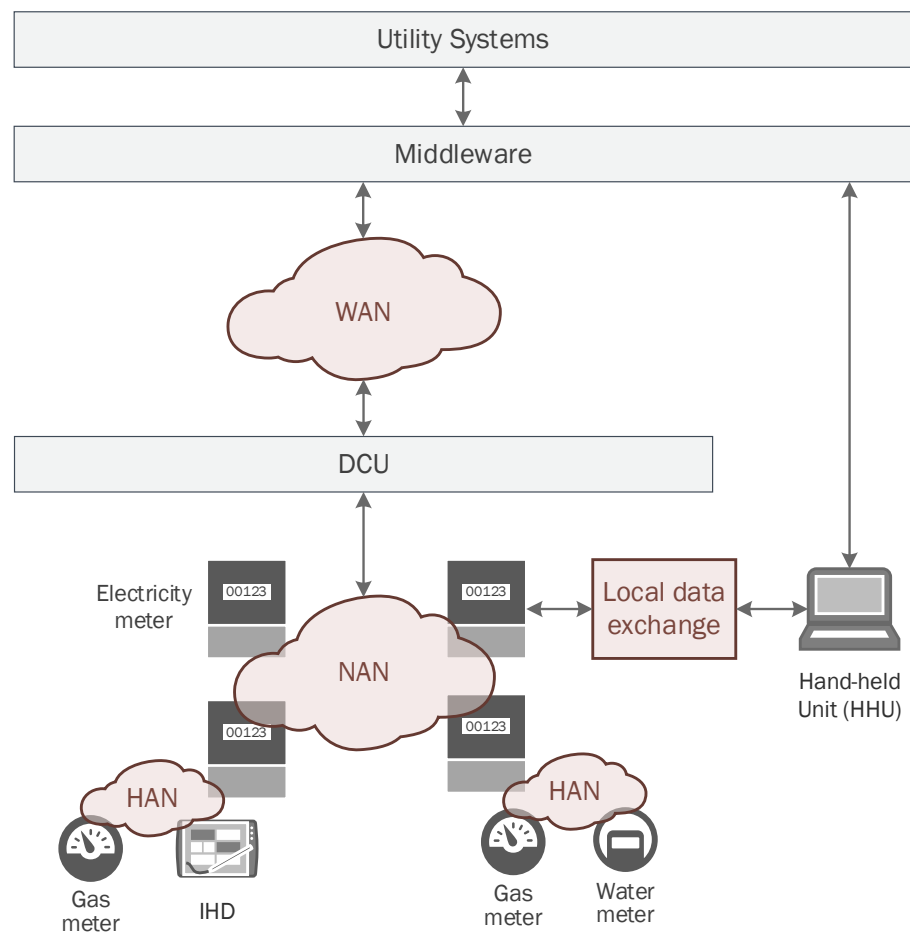 Utility Systems
Middleware
WAN
DCU
Electricity
meter
00123
00123
Local data
exchange
NAN
Hand-held
Unit (HHU)
00123
00123
HAN
HAN
Gas
meter
IHD
Gas
meter
Water
meter